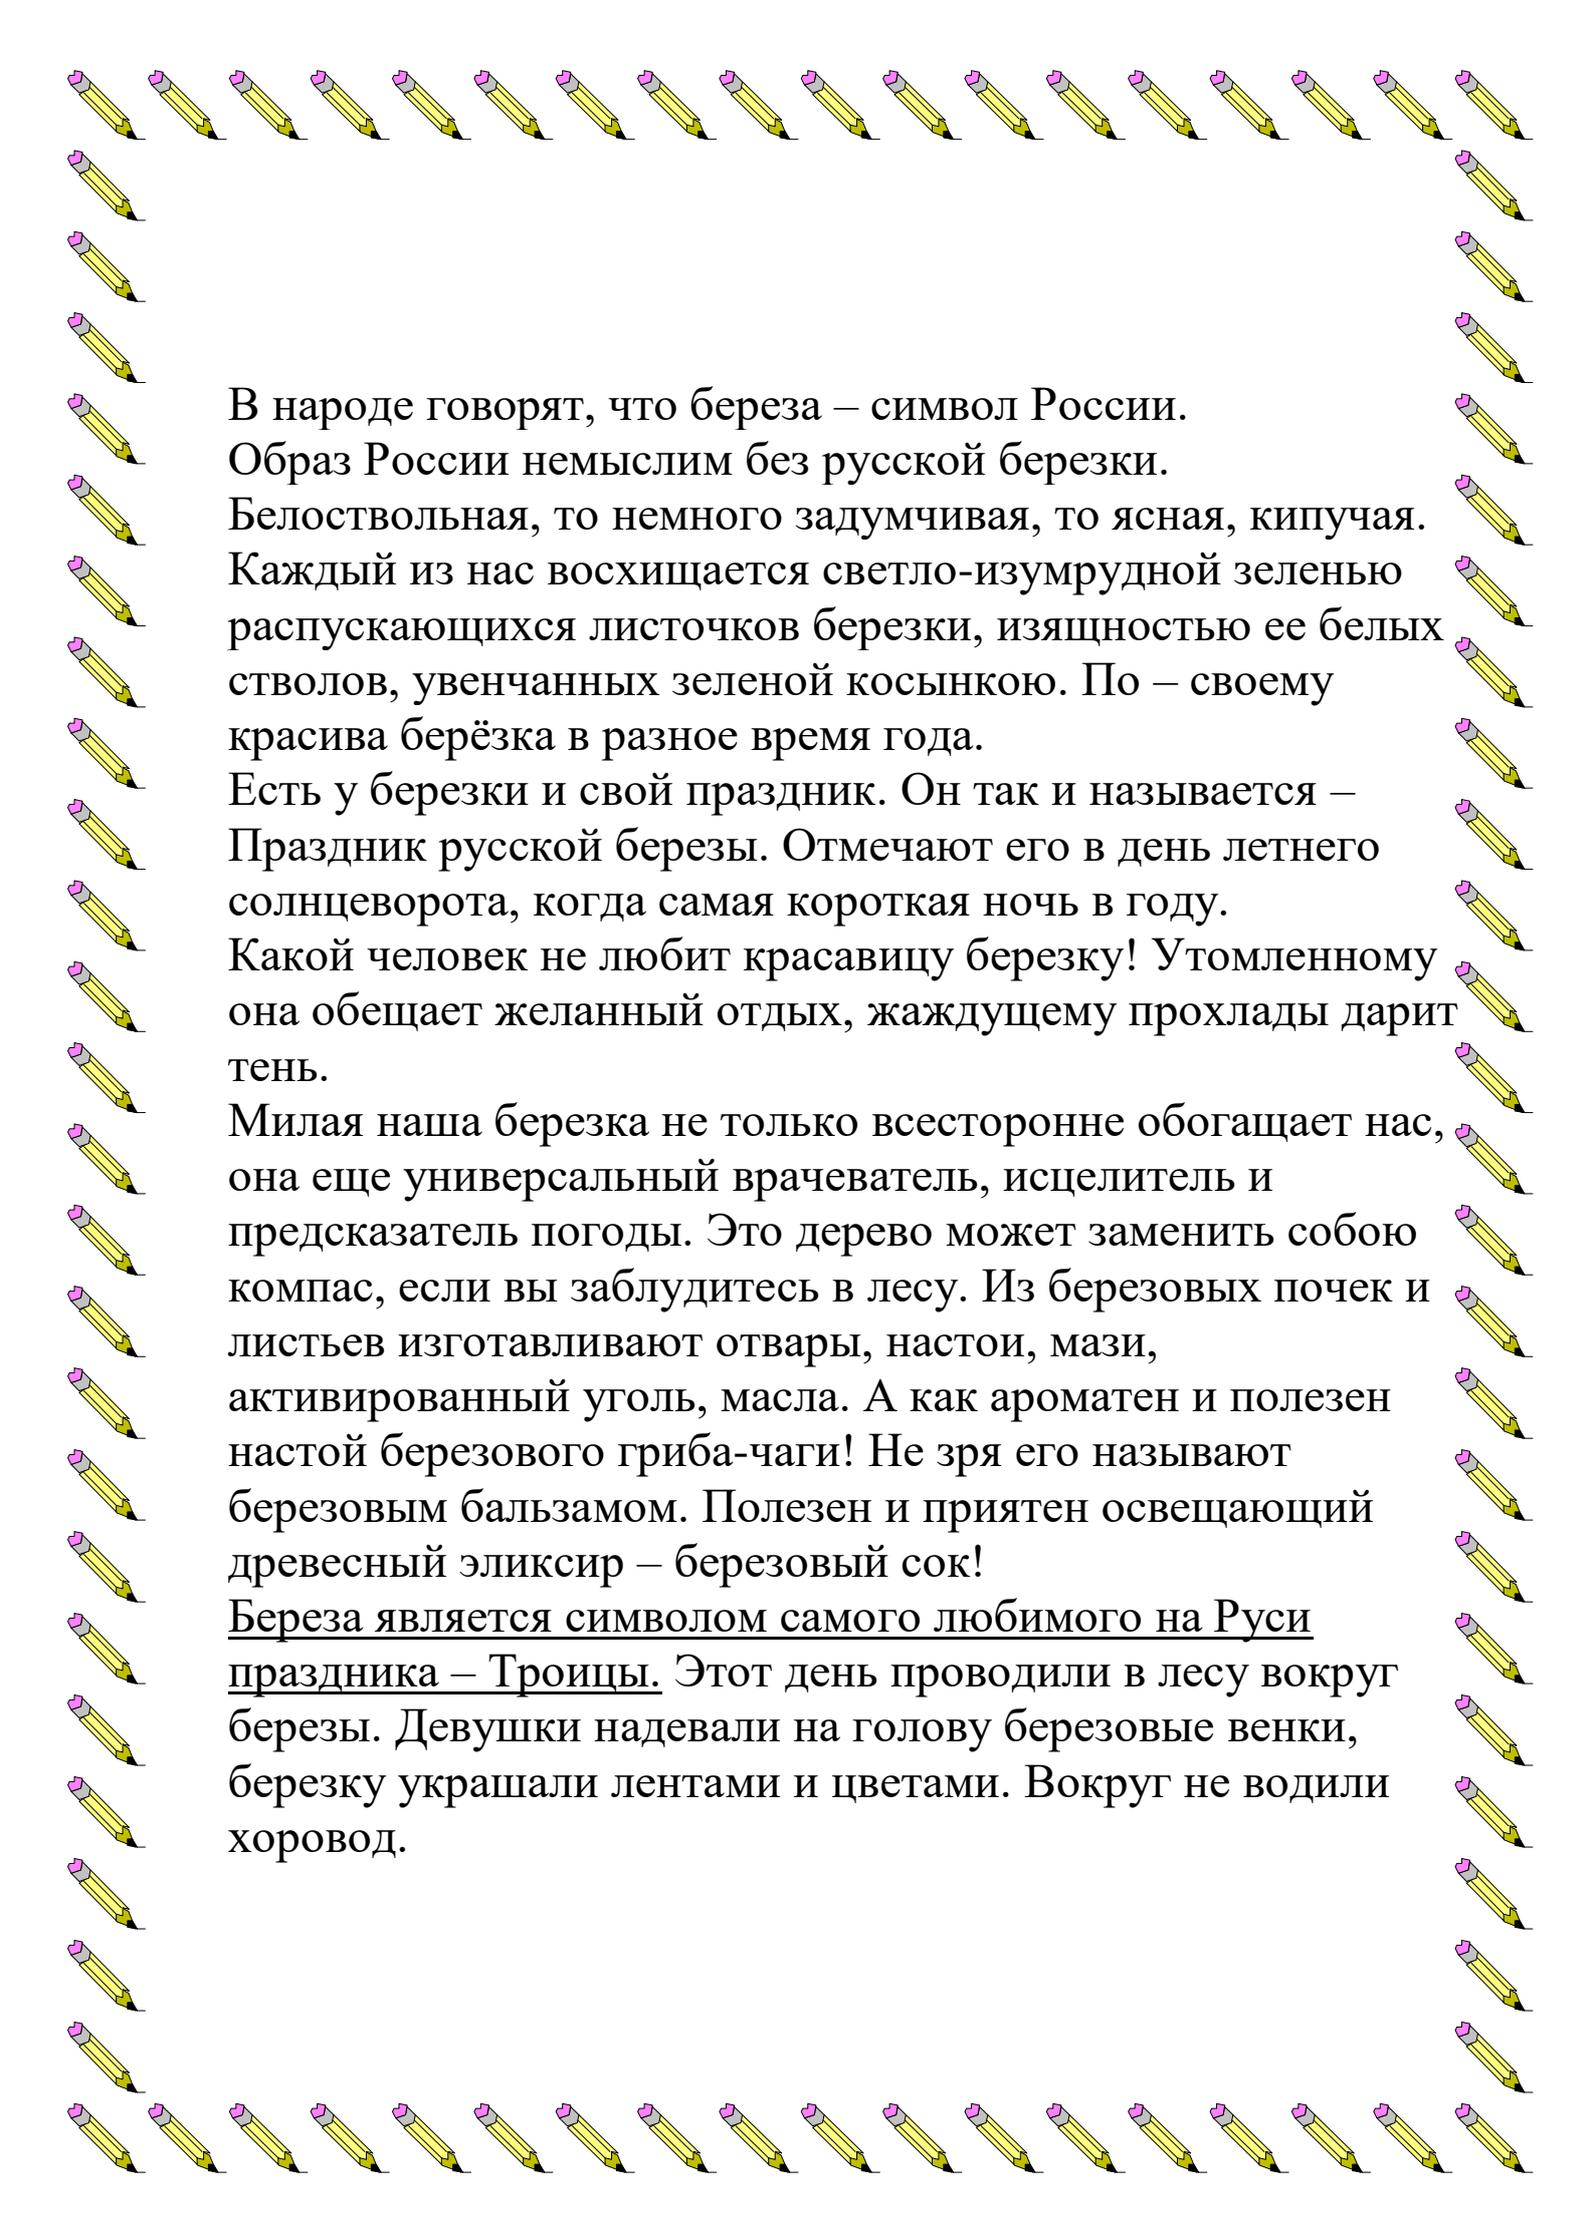 В народе говорят, что береза – символ России.
Образ России немыслим без русской березки.
Белоствольная, то немного задумчивая, то ясная, кипучая.
Каждый из нас восхищается светло-изумрудной зеленью
распускающихся листочков березки, изящностью ее белых
стволов, увенчанных зеленой косынкою. По – своему
красива берёзка в разное время года.
Есть у березки и свой праздник. Он так и называется –
Праздник русской березы. Отмечают его в день летнего
солнцеворота, когда самая короткая ночь в году.
Какой человек не любит красавицу березку! Утомленному
она обещает желанный отдых, жаждущему прохлады дарит
тень.
Милая наша березка не только всесторонне обогащает нас,
она еще универсальный врачеватель, исцелитель и
предсказатель погоды. Это дерево может заменить собою
компас, если вы заблудитесь в лесу. Из березовых почек и
листьев изготавливают отвары, настои, мази,
активированный уголь, масла. А как ароматен и полезен
настой березового гриба-чаги! Не зря его называют
березовым бальзамом. Полезен и приятен освещающий
древесный эликсир – березовый сок!
Береза является символом самого любимого на Руси
праздника – Троицы. Этот день проводили в лесу вокруг
березы. Девушки надевали на голову березовые венки,
березку украшали лентами и цветами. Вокруг не водили
хоровод.